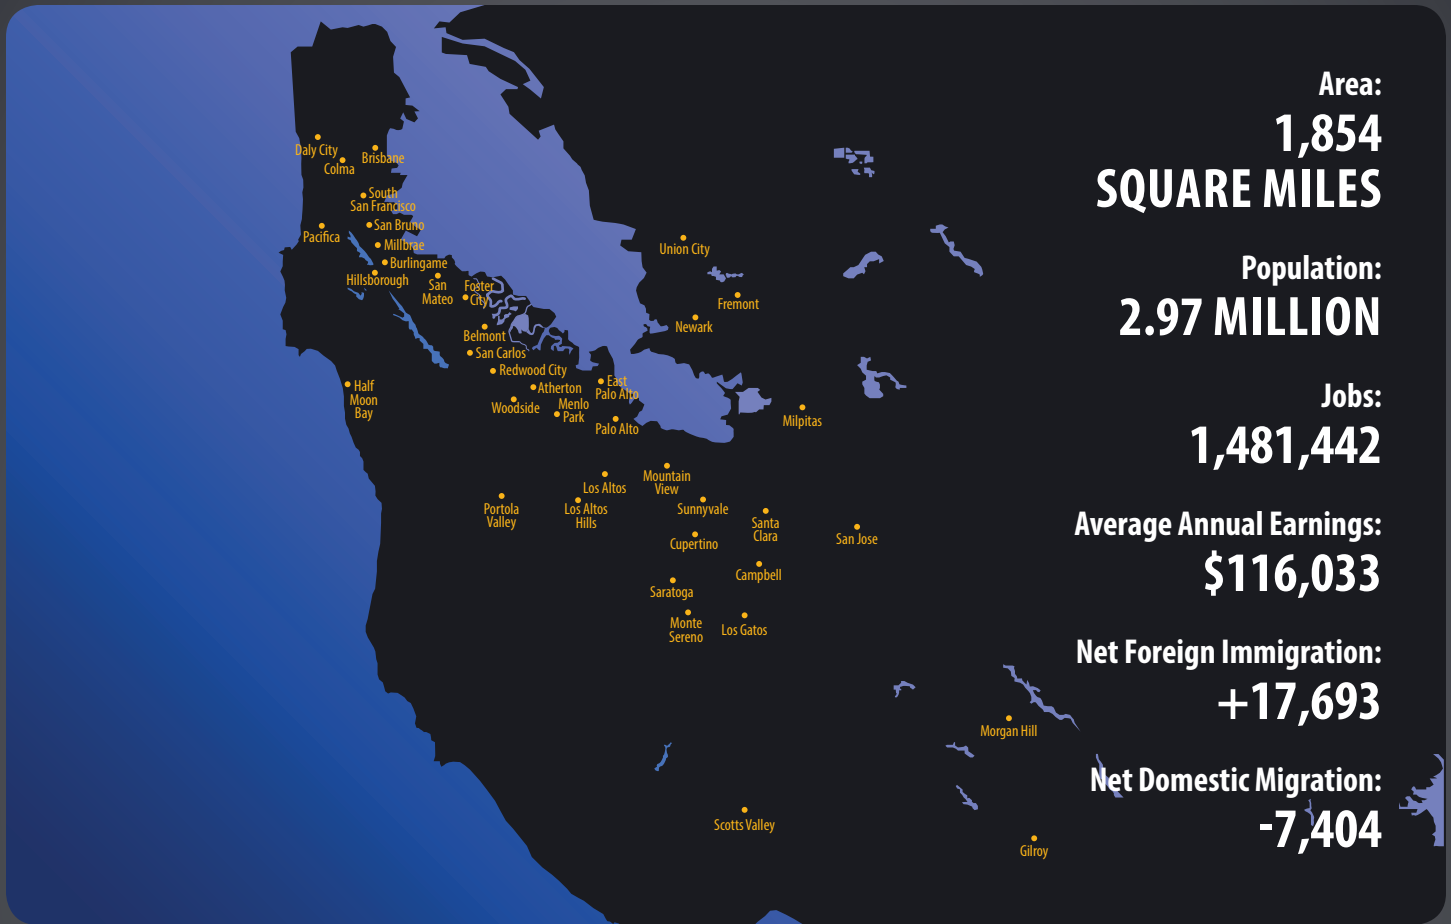 Area:
1,854
SQUARE MILES
Population:
2.97 MILLION
Jobs:
1,481,442
Average Annual Earnings:
$116,033
Net Foreign Immigration:
+17,693
Net Domestic Migration:
-7,404
Daly City
Colma
Brisbane
South
San Francisco
San Bruno
Pacifica
Millbrae
Burlingame
Hillsborough
San
Mateo
Foster
City
Belmont
San Carlos
Redwood City
Atherton
Woodside
Menlo
Park
East
Palo Alto
Palo Alto
Half
Moon
Bay
Union City
Fremont
Newark
Milpitas
Mountain
View
Los Altos
Los Altos
Hills
Portola
Valley
Sunnyvale
Santa
Clara
San Jose
Cupertino
Campbell
Saratoga
Monte
Sereno
Los Gatos
Morgan Hill
Scotts Valley
Gilroy